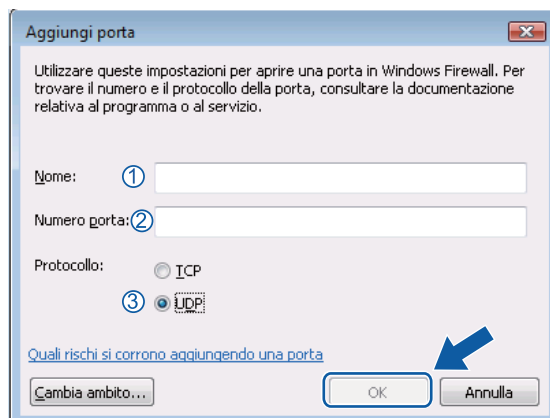 Aggiungi porta
Utilizzare queste impostazioni per aprire una porta in Windows Firewall. Per
trovare il numero e il protocollo della porta, consultare la documentazione
relativa al programma o al servizio.
Nome: ①
Numero porta: ②
Protocollo:
TCP
③ UDP
Quali rischi si corrono aggiungendo una porta
Cambia ambito...
OK
Annulla